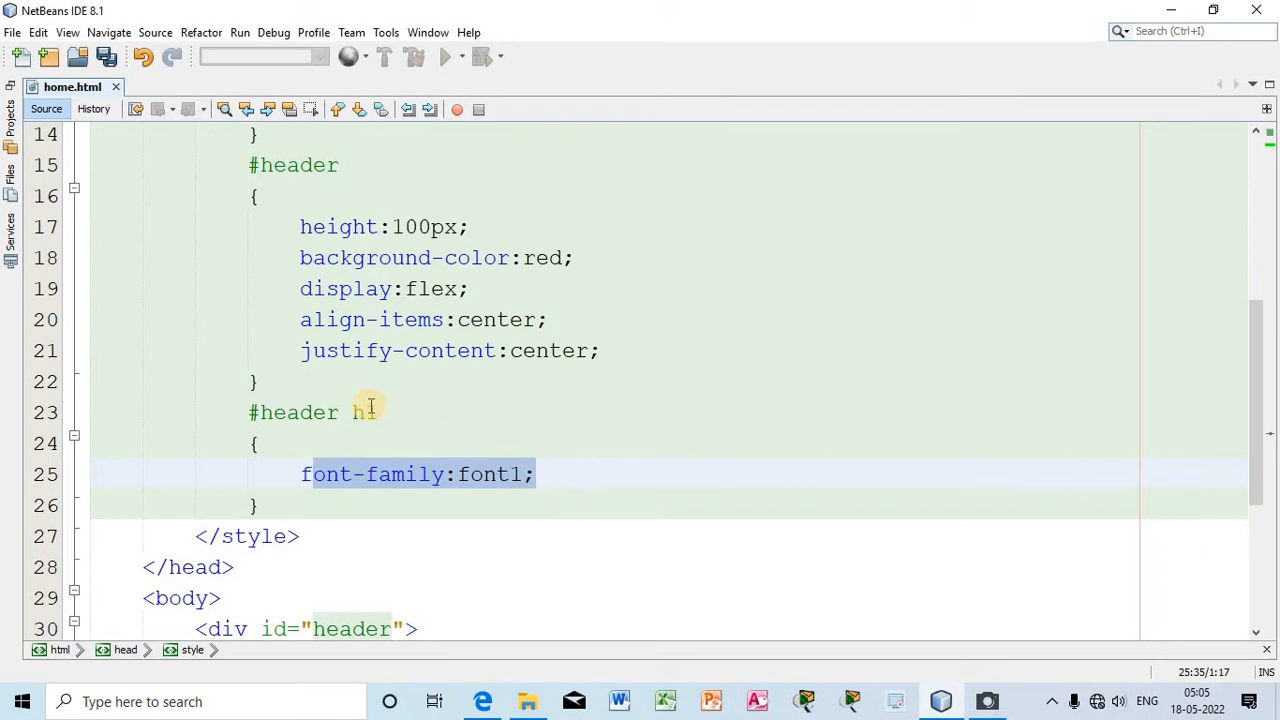 NetBeans IDE 8.1
File Edit View Navigate Source Refactor Run Debug Profile Team Tools Window Help
Search (Ctrl+I)
home.html
Source History
Projects
Files
Services
14 }
15 #header
16 {
17 height:100px;
18 background-color:red;
19 display:flex;
20 align-items:center;
21 justify-content:center;
22 }
23 #header h1
24 {
25 font-family:font1;
26 }
27 </style>
28 </head>
29 <body>
30 <div id="header">
html head style
25:35/1:17 INS
Type here to search
ENG
05:05
18-05-2022